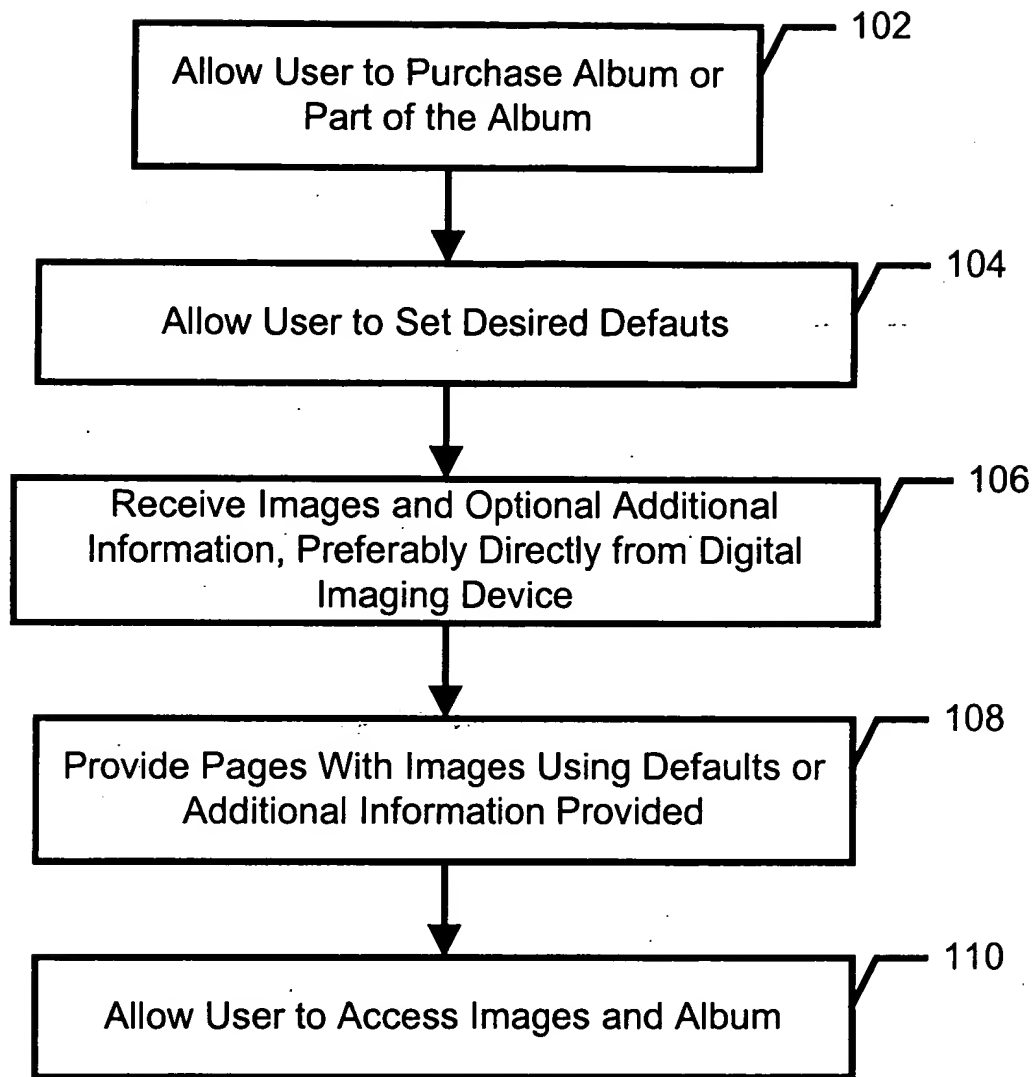 102
Allow User to Purchase Album or
Part of the Album
104
Allow User to Set Desired Defauts
106
Receive Images and Optional Additional
Information, Preferably Directly from Digital
Imaging Device
108
Provide Pages With Images Using Defaults or
Additional Information Provided
110
Allow User to Access Images and Album